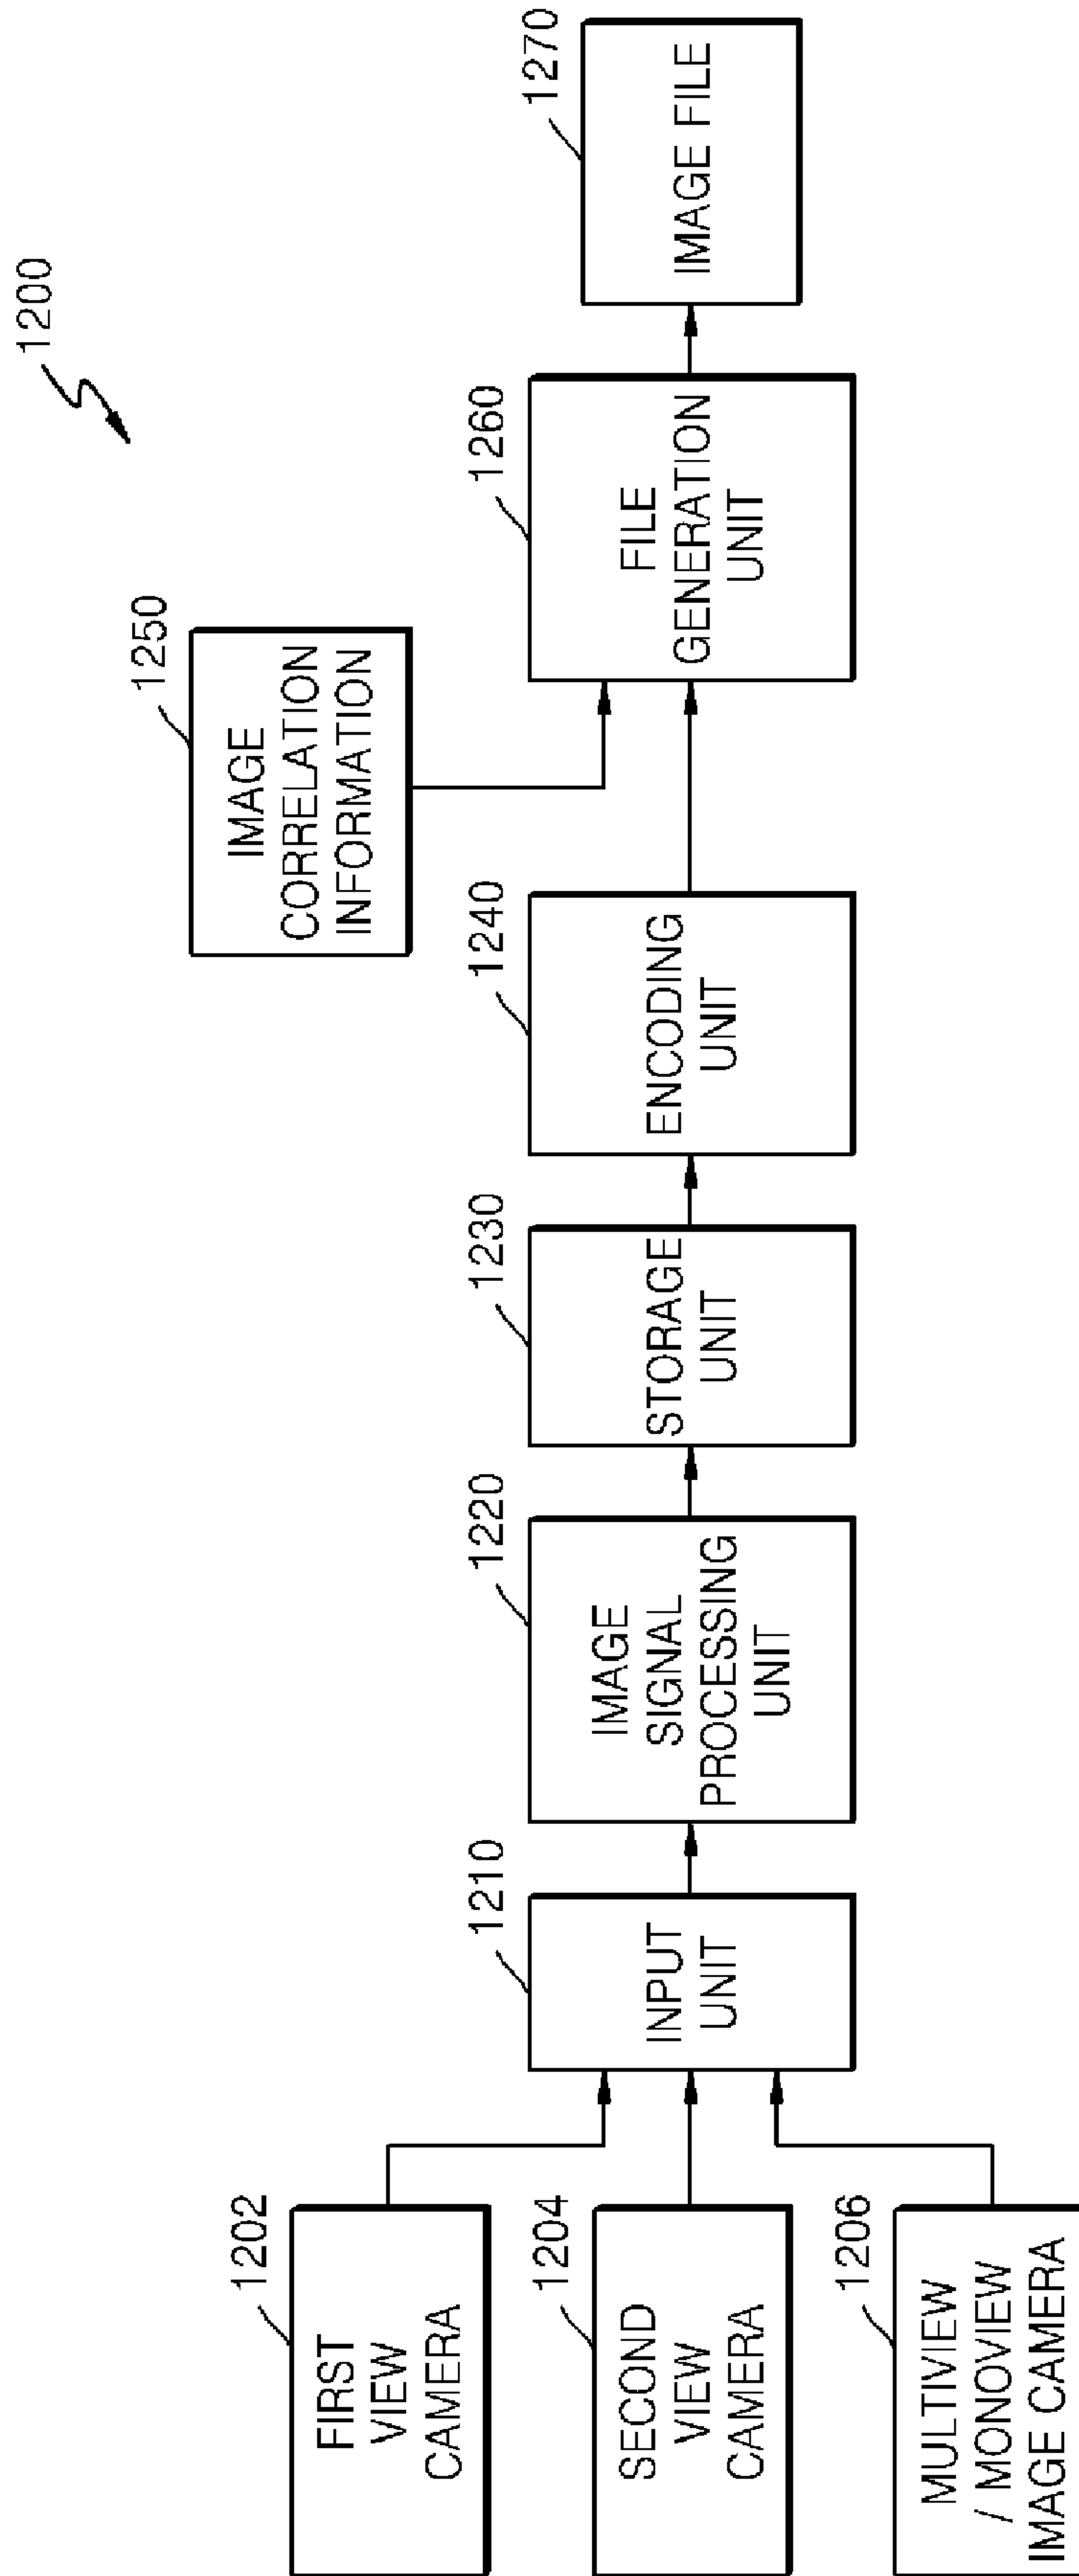 1200
1202
FIRST
VIEW
CAMERA
1204
SECOND
VIEW
CAMERA
1206
MULTIVIEW
/ MONOVIEW
IMAGE CAMERA
1210
INPUT
UNIT
1220
IMAGE
SIGNAL
PROCESSING
UNIT
1230
STORAGE
UNIT
1240
ENCODING
UNIT
1250
IMAGE
CORRELATION
INFORMATION
1260
FILE
GENERATION
UNIT
1270
IMAGE FILE